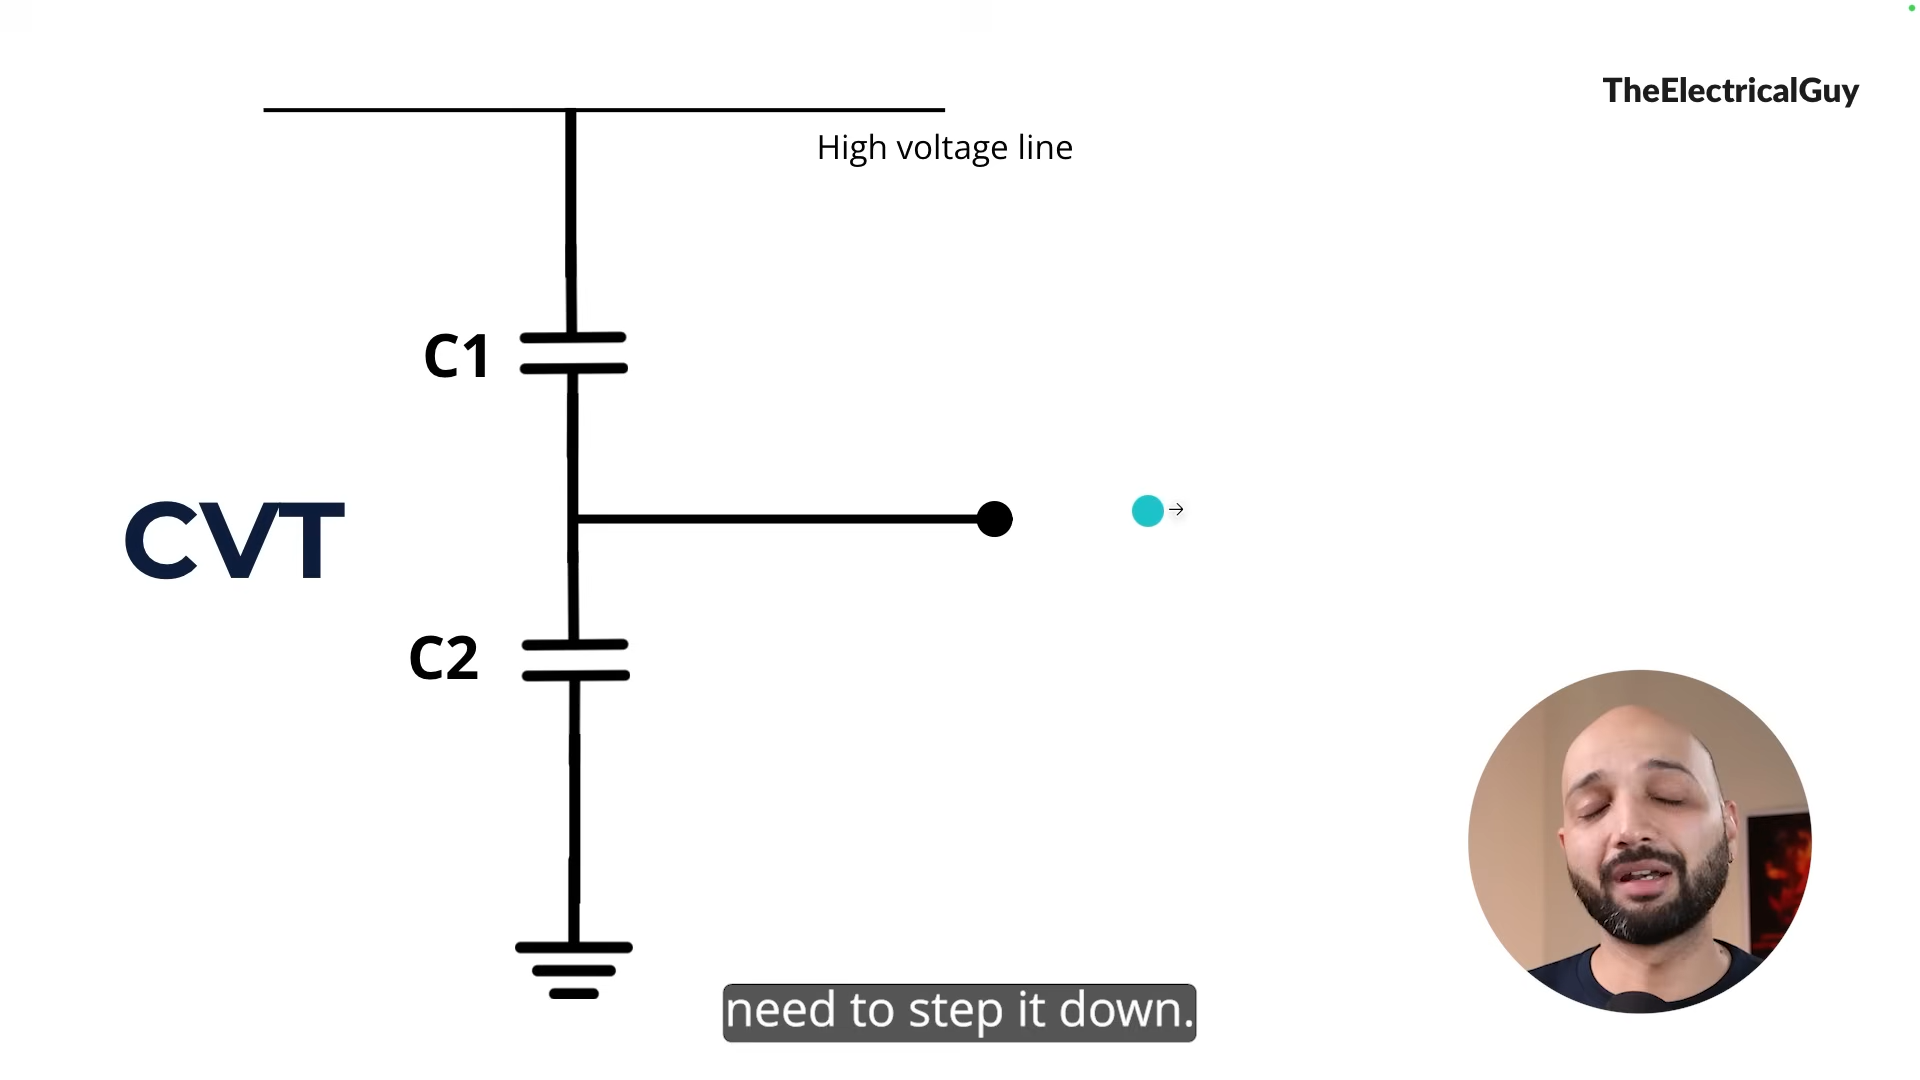 TheElectricalGuy
High voltage line
C1
CVT
C2
need to step it down.